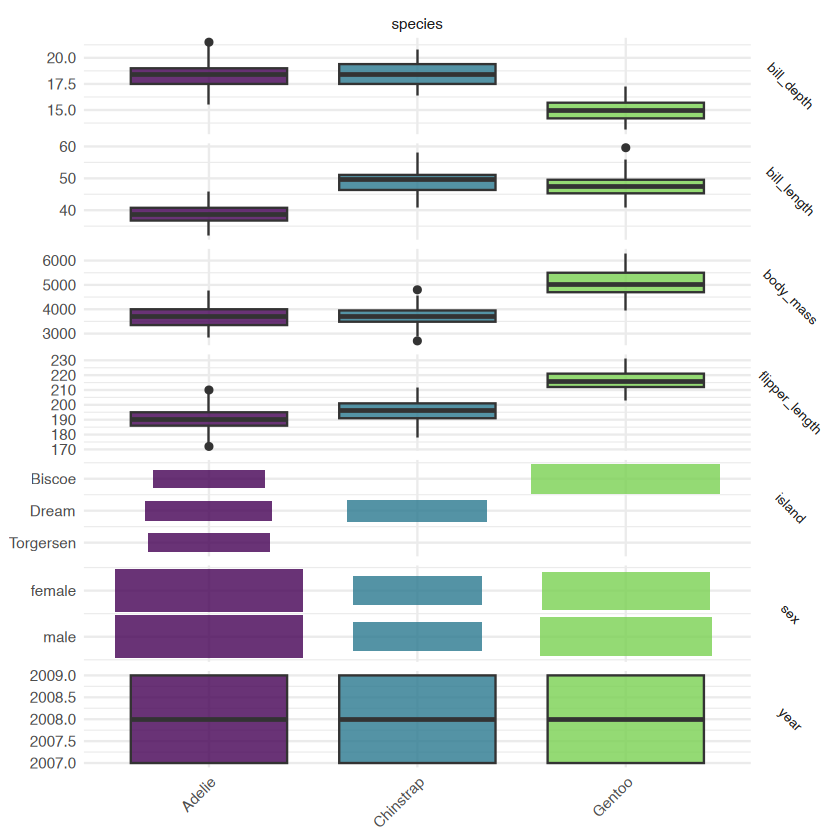 species
20.0
17.5
15.0
bill_depth
60
50
40
bill_length
6000
5000
4000
3000
body_mass
230
220
210
200
190
180
170
flipper_length
Biscoe
Dream
Torgersen
island
female
male
sex
2009.0
2008.5
2008.0
2007.5
2007.0
year
Adelie
Chinstrap
Gentoo